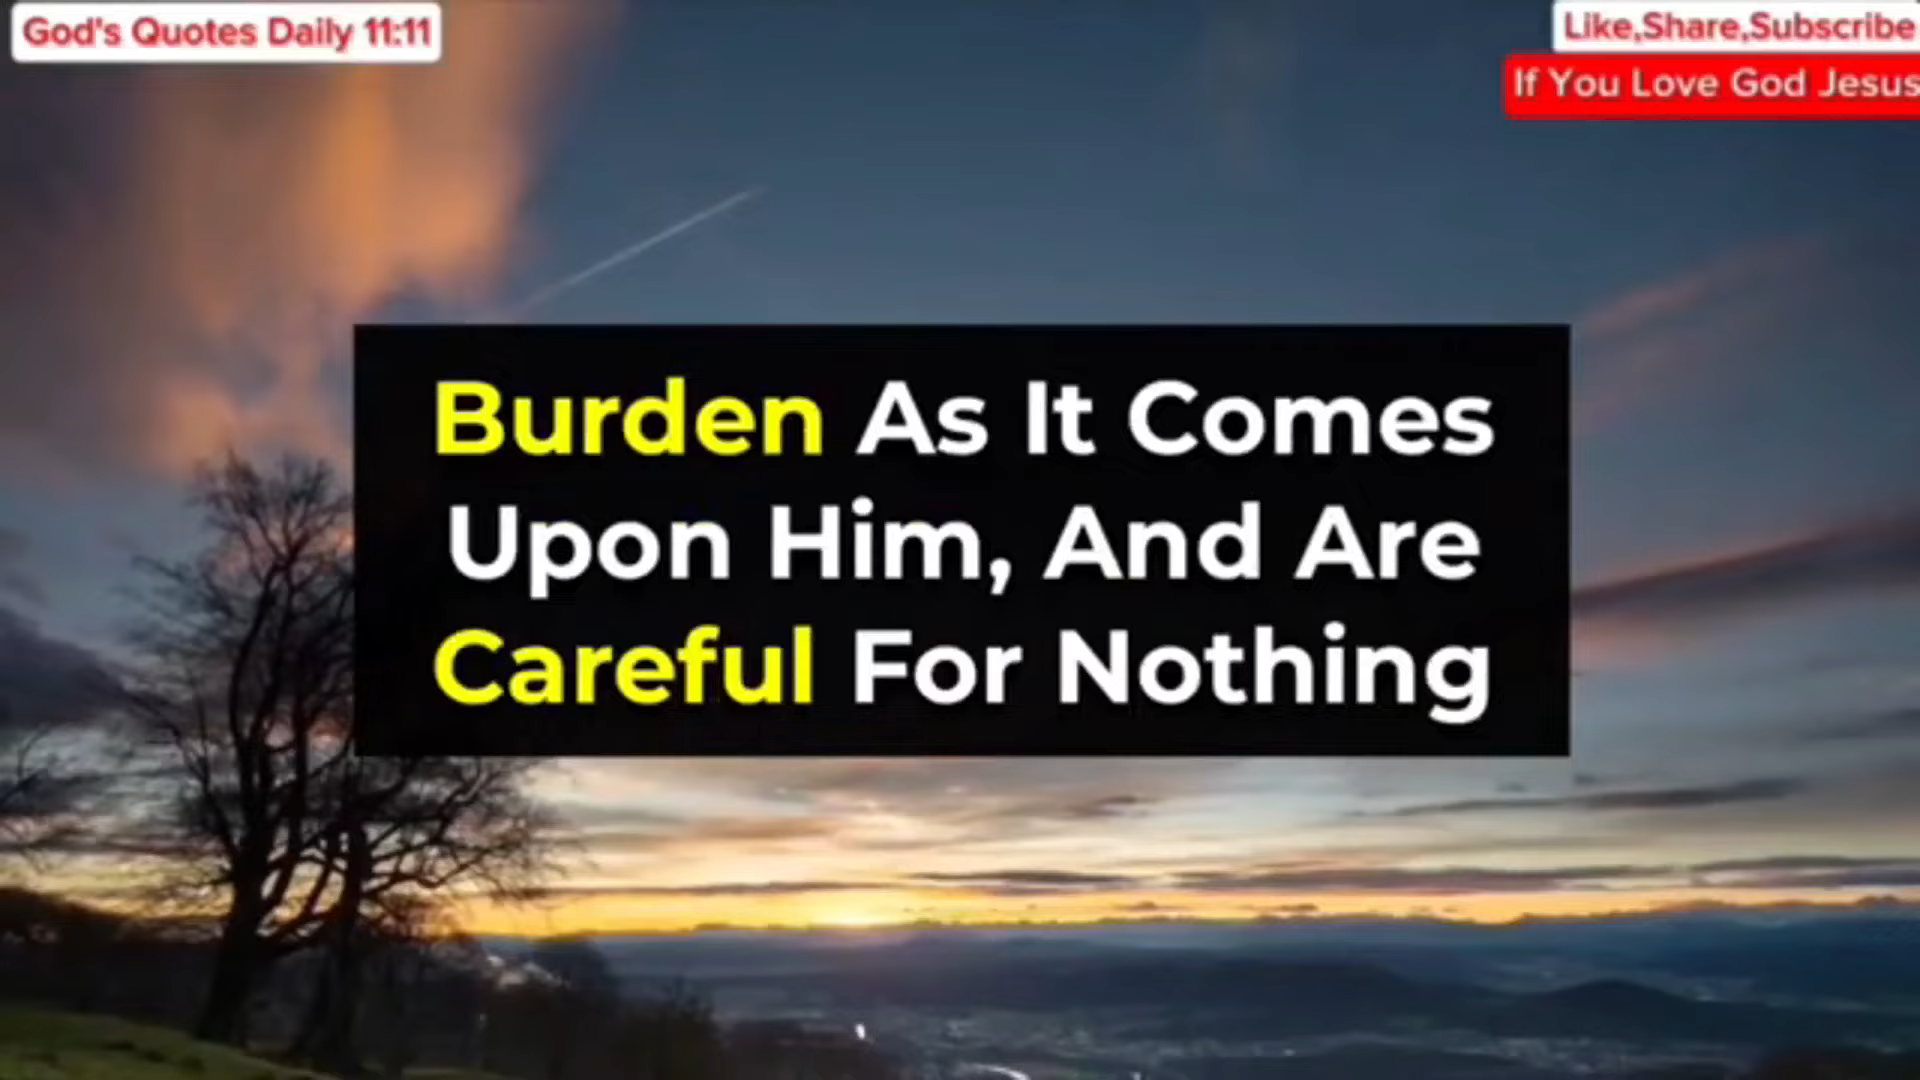 God's Quotes Daily 11:11
Like,Share,Subscribe
If You Love God Jesus
Burden As It Comes
Upon Him, And Are
Careful For Nothing